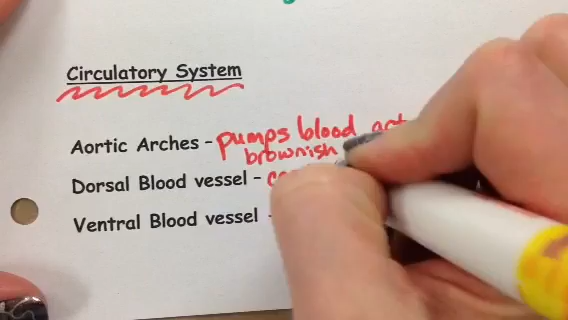 Circulatory System
Aortic Arches - pumps blood
brownish
Dorsal Blood vessel -
Ventral Blood vessel -